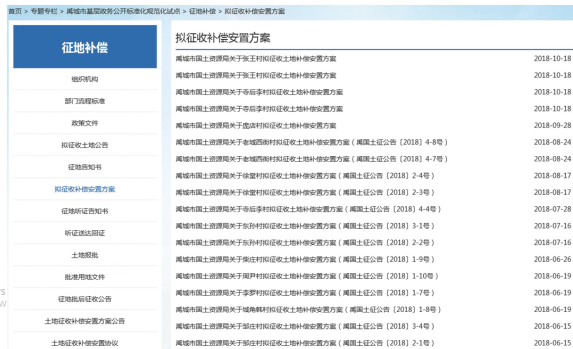 首页 > 专题专栏 > 禹城市基层政务公开标准化规范化试点 > 征地补偿 > 拟征收补偿安置方案
征地补偿
组织机构
部门流程标准
政策文件
拟征收土地公告
征地告知书
拟征收补偿安置方案
征地听证告知书
听证送达回证
土地报批
批准用地文件
征地批后征收公告
土地征收补偿安置方案公告
土地征收补偿安置协议
拟征收补偿安置方案
禹城市国土资源局关于张王村拟征收土地补偿安置方案 2018-10-18
禹城市国土资源局关于张王村拟征收土地补偿安置方案 2018-10-18
禹城市国土资源局关于寺后李村拟征收土地补偿安置方案 2018-10-18
禹城市国土资源局关于寺后李村拟征收土地补偿安置方案 2018-10-18
禹城市国土资源局关于庞店村拟征收土地补偿安置方案 2018-09-28
禹城市国土资源局关于老城西街村拟征收土地补偿安置方案（禹国土征公告〔2018〕4-8号） 2018-08-24
禹城市国土资源局关于老城西街村拟征收土地补偿安置方案（禹国土征公告〔2018〕4-7号） 2018-08-24
禹城市国土资源局关于徐堂村拟征收土地补偿安置方案（禹国土征公告〔2018〕2-4号） 2018-08-17
禹城市国土资源局关于徐堂村拟征收土地补偿安置方案（禹国土征公告〔2018〕2-3号） 2018-08-17
禹城市国土资源局关于寺后李村拟征收土地补偿安置方案（禹国土征公告〔2018〕4-4号） 2018-07-28
禹城市国土资源局关于东孙村拟征收土地补偿安置方案（禹国土征公告〔2018〕3-1号） 2018-07-16
禹城市国土资源局关于东孙村拟征收土地补偿安置方案（禹国土征公告〔2018〕2-2号） 2018-07-16
禹城市国土资源局关于柴庄村拟征收土地补偿安置方案（禹国土征公告〔2018〕1-9号） 2018-06-26
禹城市国土资源局关于周尹村拟征收土地补偿安置方案（禹国土征公告〔2018〕1-10号） 2018-06-19
禹城市国土资源局关于李罗村拟征收土地补偿安置方案（禹国土征公告〔2018〕1-7号） 2018-06-19
禹城市国土资源局关于城角韩村拟征收土地补偿安置方案（禹国土征公告〔2018〕1-8号） 2018-06-19
禹城市国土资源局关于邹庄村拟征收土地补偿安置方案（禹国土征公告〔2018〕3-4号） 2018-06-15
禹城市国土资源局关于邹庄村拟征收土地补偿安置方案（禹国土征公告〔2018〕2-1号） 2018-06-15